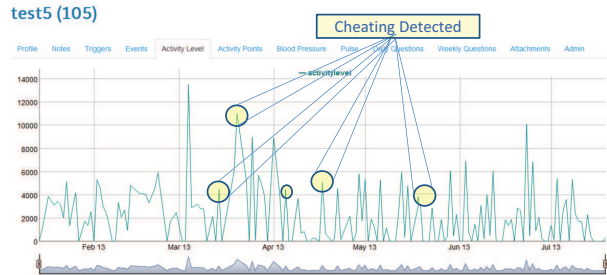 test5 (105)
Cheating Detected
Profile Notes Triggers Events Activity Level Activity Points Blood Pressure Pulse Daily Questions Weekly Questions Attachments Admin
activitylevel
14000
12000
10000
8000
6000
4000
2000
0
Feb 13 Mar 13 Apr 13 May 13 Jun 13 Jul 13